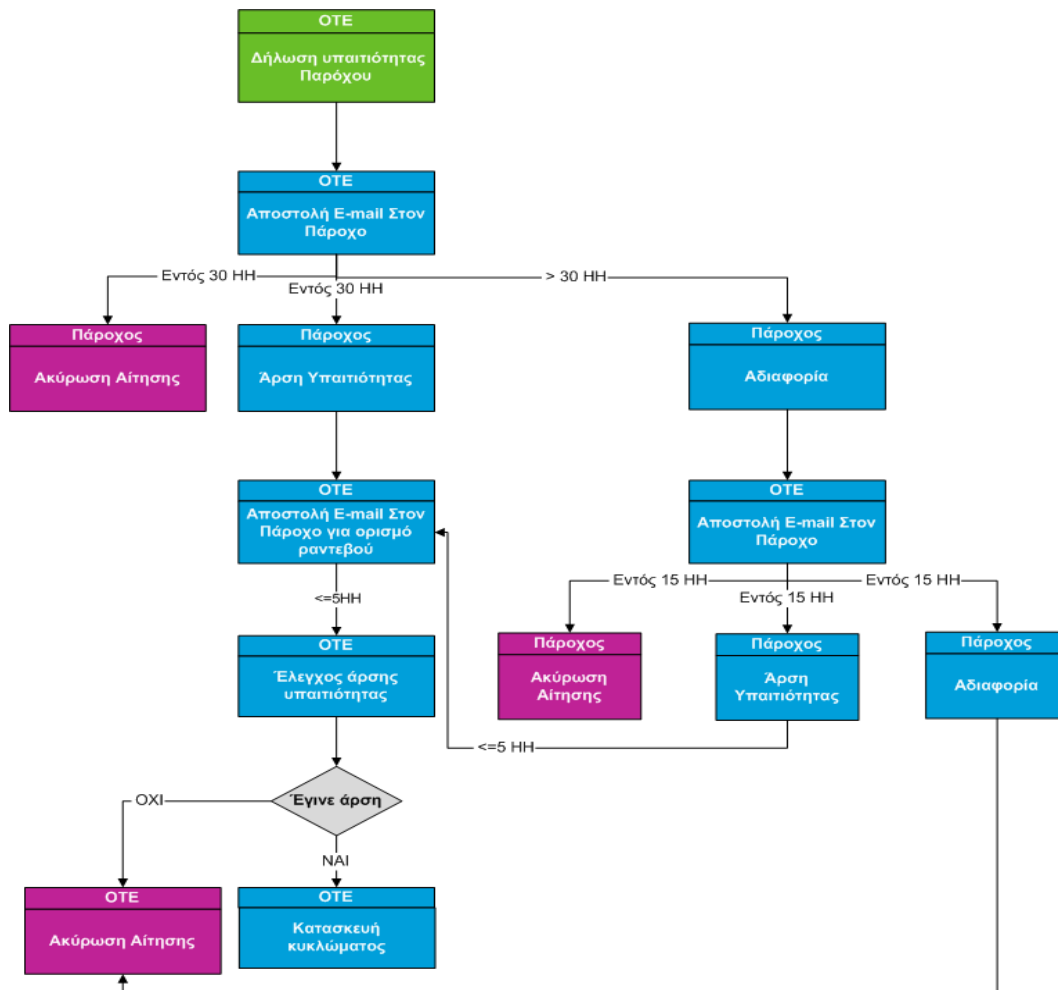 ΟΤΕ
Δήλωση υπαιτιότητας
Παρόχου
ΟΤΕ
Αποστολή E-mail Στον
Πάροχο
Εντός 30 ΗΗ
Εντός 30 ΗΗ
> 30 ΗΗ
Πάροχος
Ακύρωση Αίτησης
Πάροχος
Άρση Υπαιτιότητας
Πάροχος
Αδιαφορία
ΟΤΕ
Αποστολή E-mail Στον
Πάροχο για ορισμό
ραντεβού
ΟΤΕ
Αποστολή E-mail Στον
Πάροχο
<=5ΗΗ
Εντός 15 ΗΗ
Εντός 15 ΗΗ
Εντός 15 ΗΗ
ΟΤΕ
Έλεγχος άρσης
υπαιτιότητας
Πάροχος
Ακύρωση
Αίτησης
Πάροχος
Άρση
Υπαιτιότητας
Πάροχος
Αδιαφορία
<=5 ΗΗ
Έγινε άρση
ΟΧΙ
ΝΑΙ
ΟΤΕ
Ακύρωση Αίτησης
ΟΤΕ
Κατασκευή
κυκλώματος